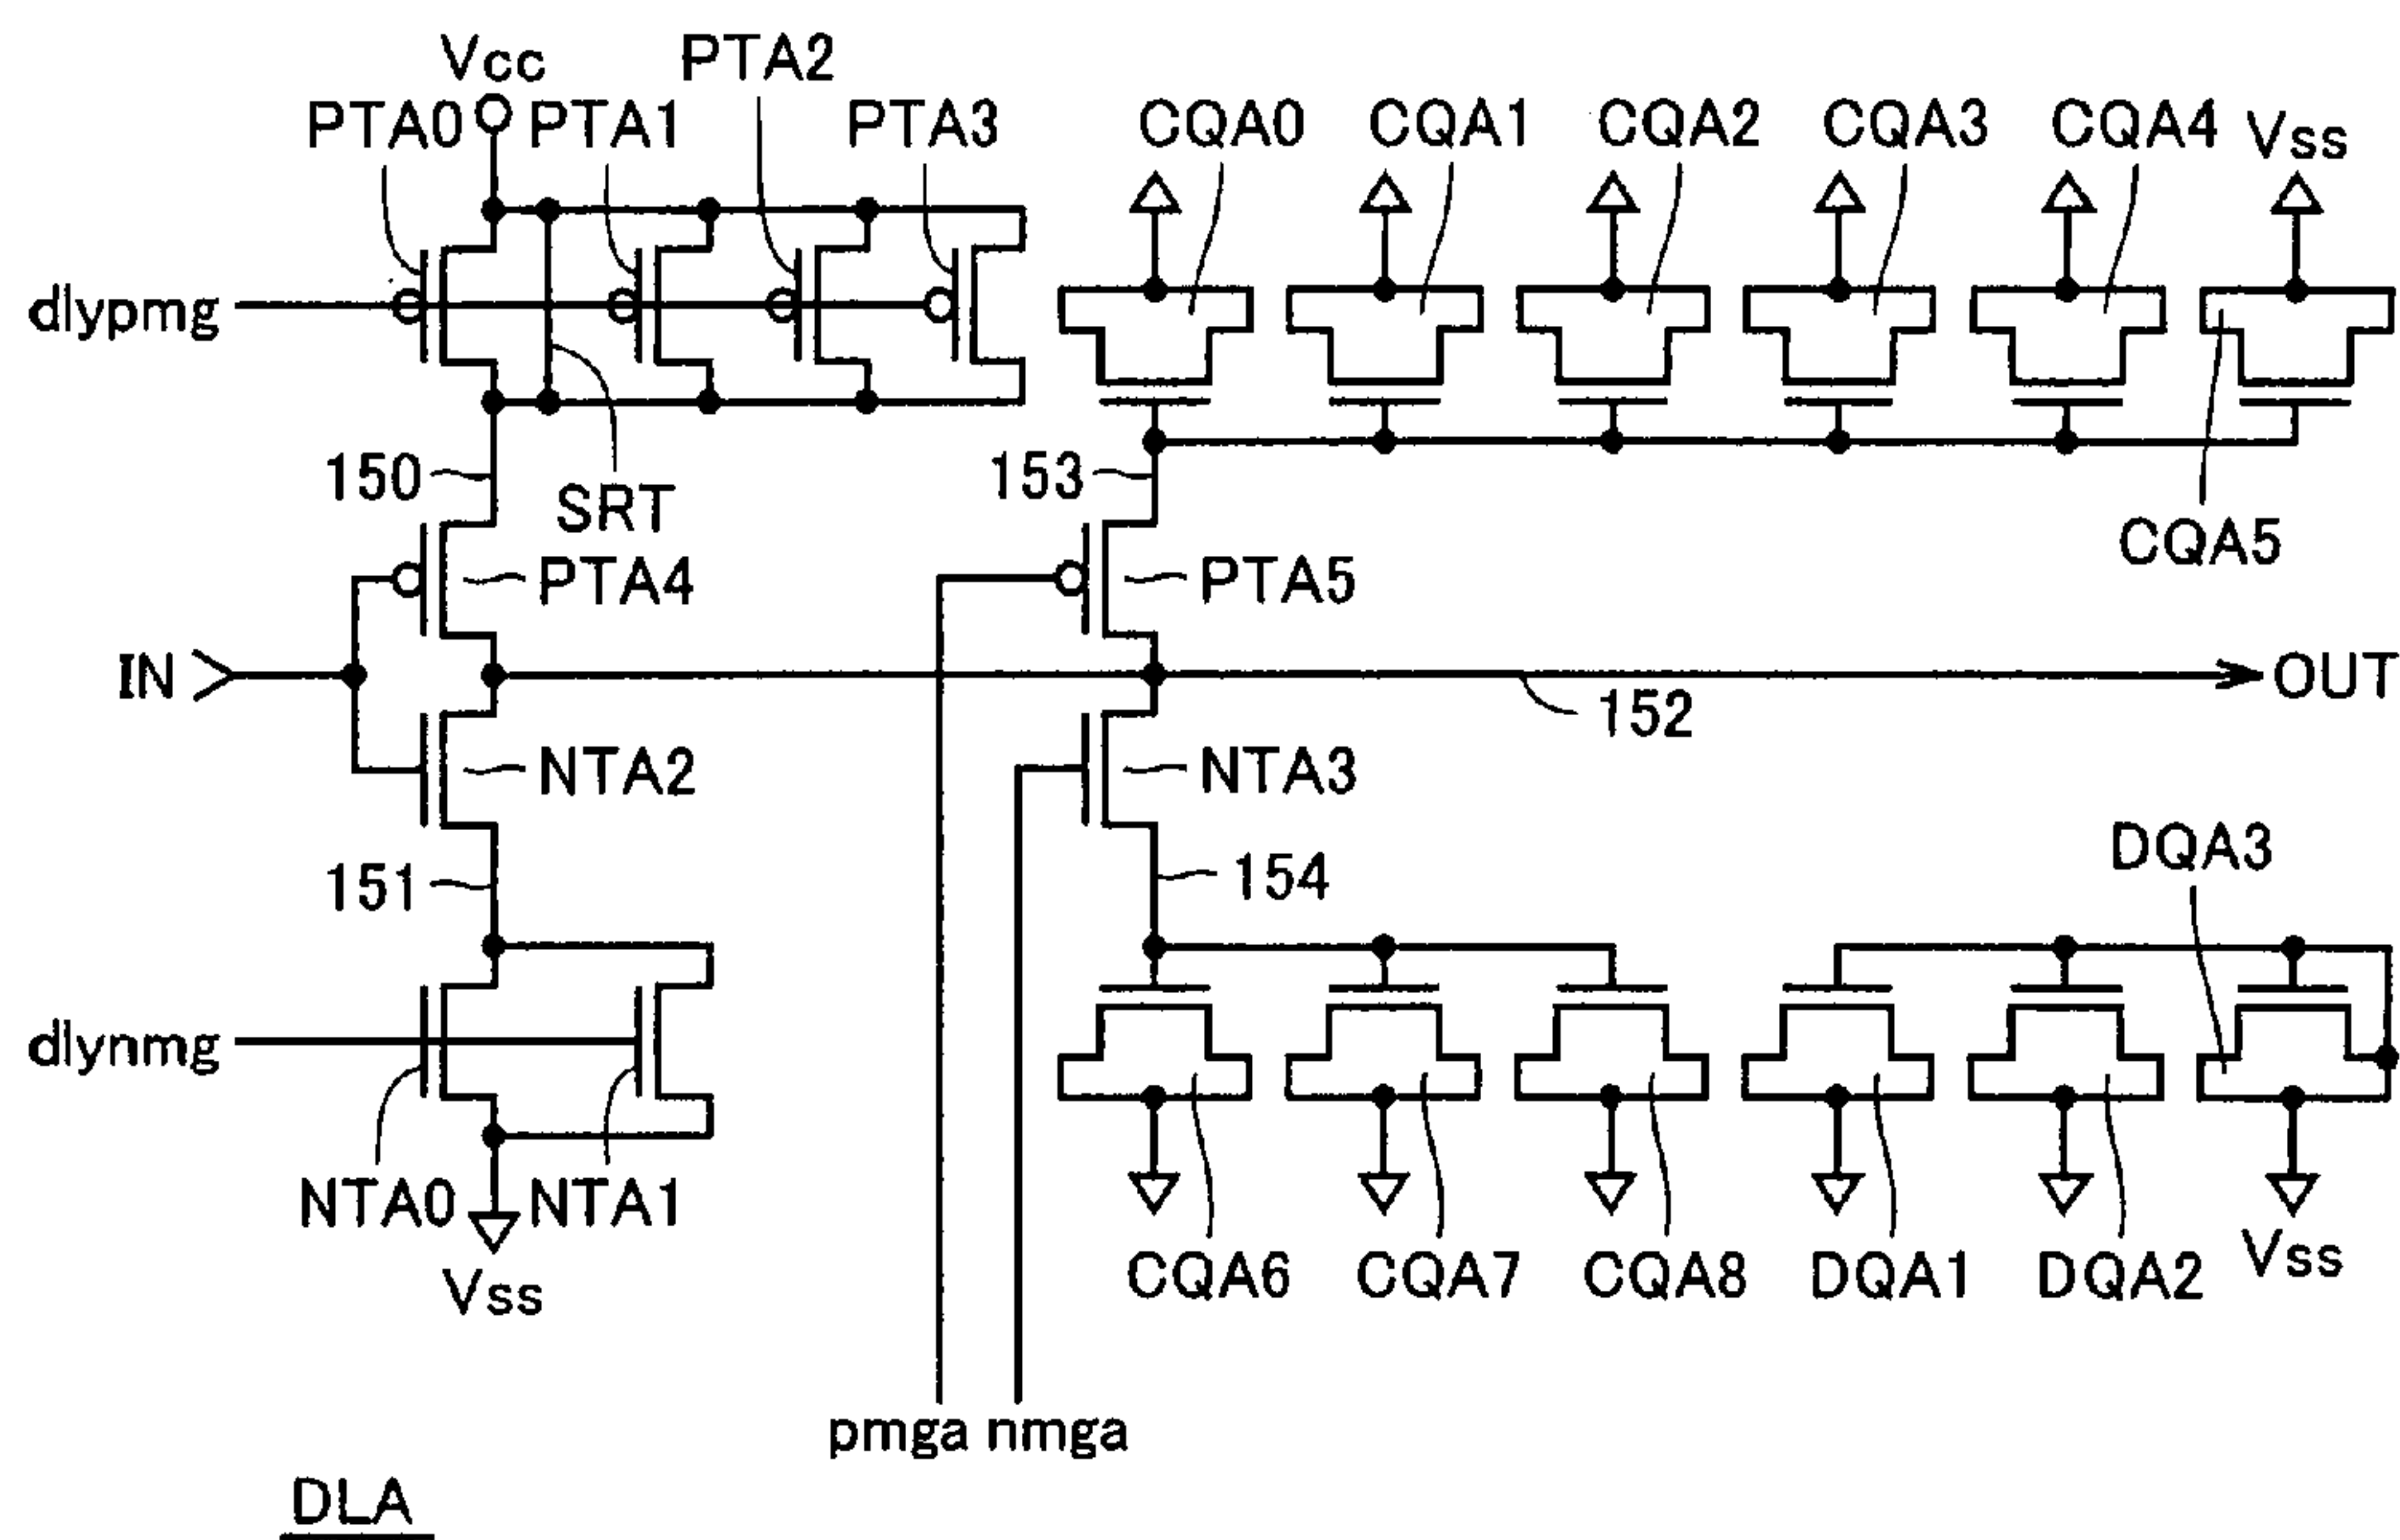 Vcc
PTA2
PTA0
PTA1
PTA3
CQA0
CQA1
CQA2
CQA3
CQA4
Vss
dlypmg
150
SRT
153
CQA5
PTA4
PTA5
IN
OUT
152
NTA2
NTA3
151
154
DQA3
dlynmg
NTA0
NTA1
Vss
CQA6
CQA7
CQA8
DQA1
DQA2
Vss
pmga
nmga
DLA